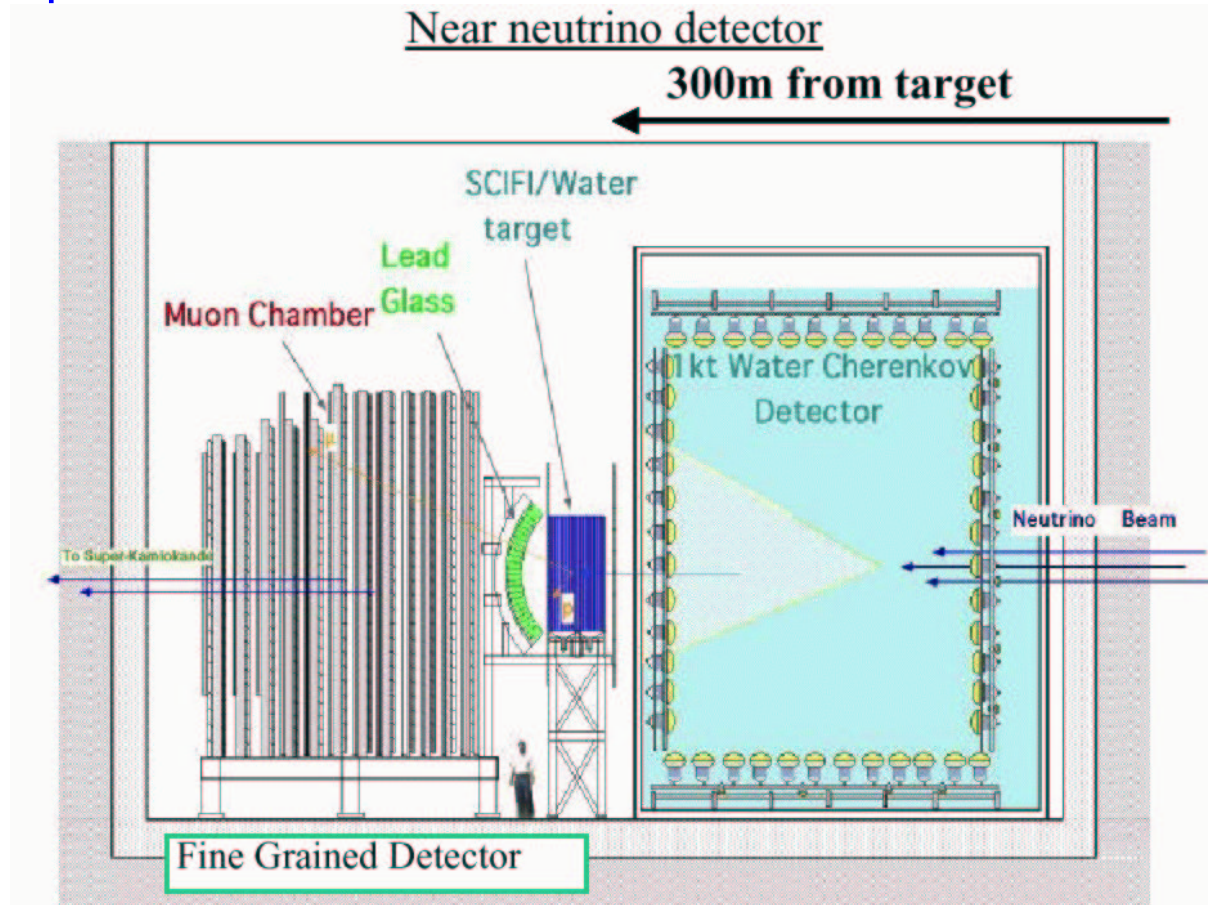 Near neutrino detector
300m from target
SCIFI/Water
target
Lead
Glass
Muon Chamber
1kt Water Cherenkov
Detector
Neutrino Beam
To Super-Kamiokande
μ
p
Fine Grained Detector